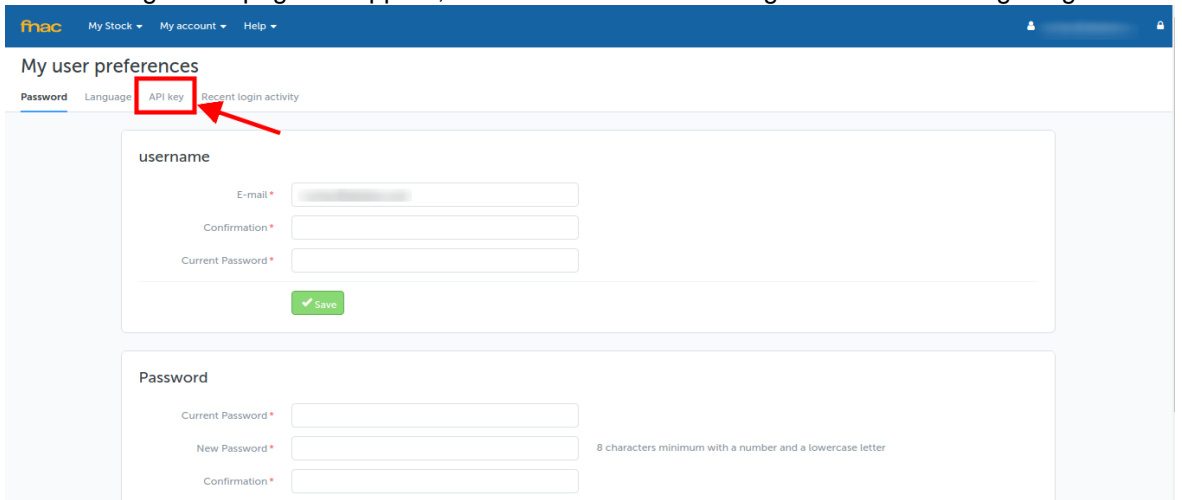 fnac My Stock My account Help
My user preferences
Password Language API key Recent login activity
username
E-mail *
Confirmation *
Current Password *
Save
Password
Current Password *
New Password * 8 characters minimum with a number and a lowercase letter
Confirmation *